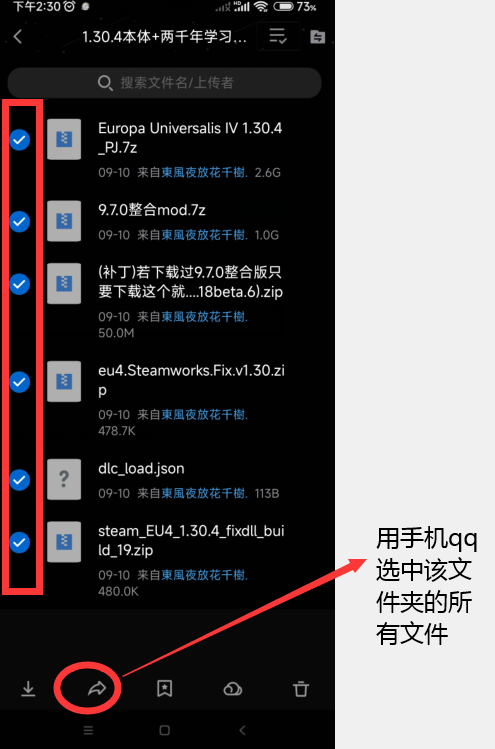 下午2:30
73%
1.30.4本体+两千年学习...
搜索文件名/上传者
Europa Universalis IV 1.30.4
_PJ.7z
09-10 来自東風夜放花千樹. 2.6G
9.7.0整合mod.7z
09-10 来自東風夜放花千樹. 1.0G
(补丁)若下载过9.7.0整合版只
要下载这个就....18beta.6).zip
09-10 来自東風夜放花千樹.
50.0M
eu4.Steamworks.Fix.v1.30.zi
p
09-10 来自東風夜放花千樹.
478.7K
dlc_load.json
09-10 来自東風夜放花千樹. 113B
steam_EU4_1.30.4_fixdll_bu
ild_19.zip
09-10 来自東風夜放花千樹.
480.0K
用手机qq
选中该文
件夹的所
有文件